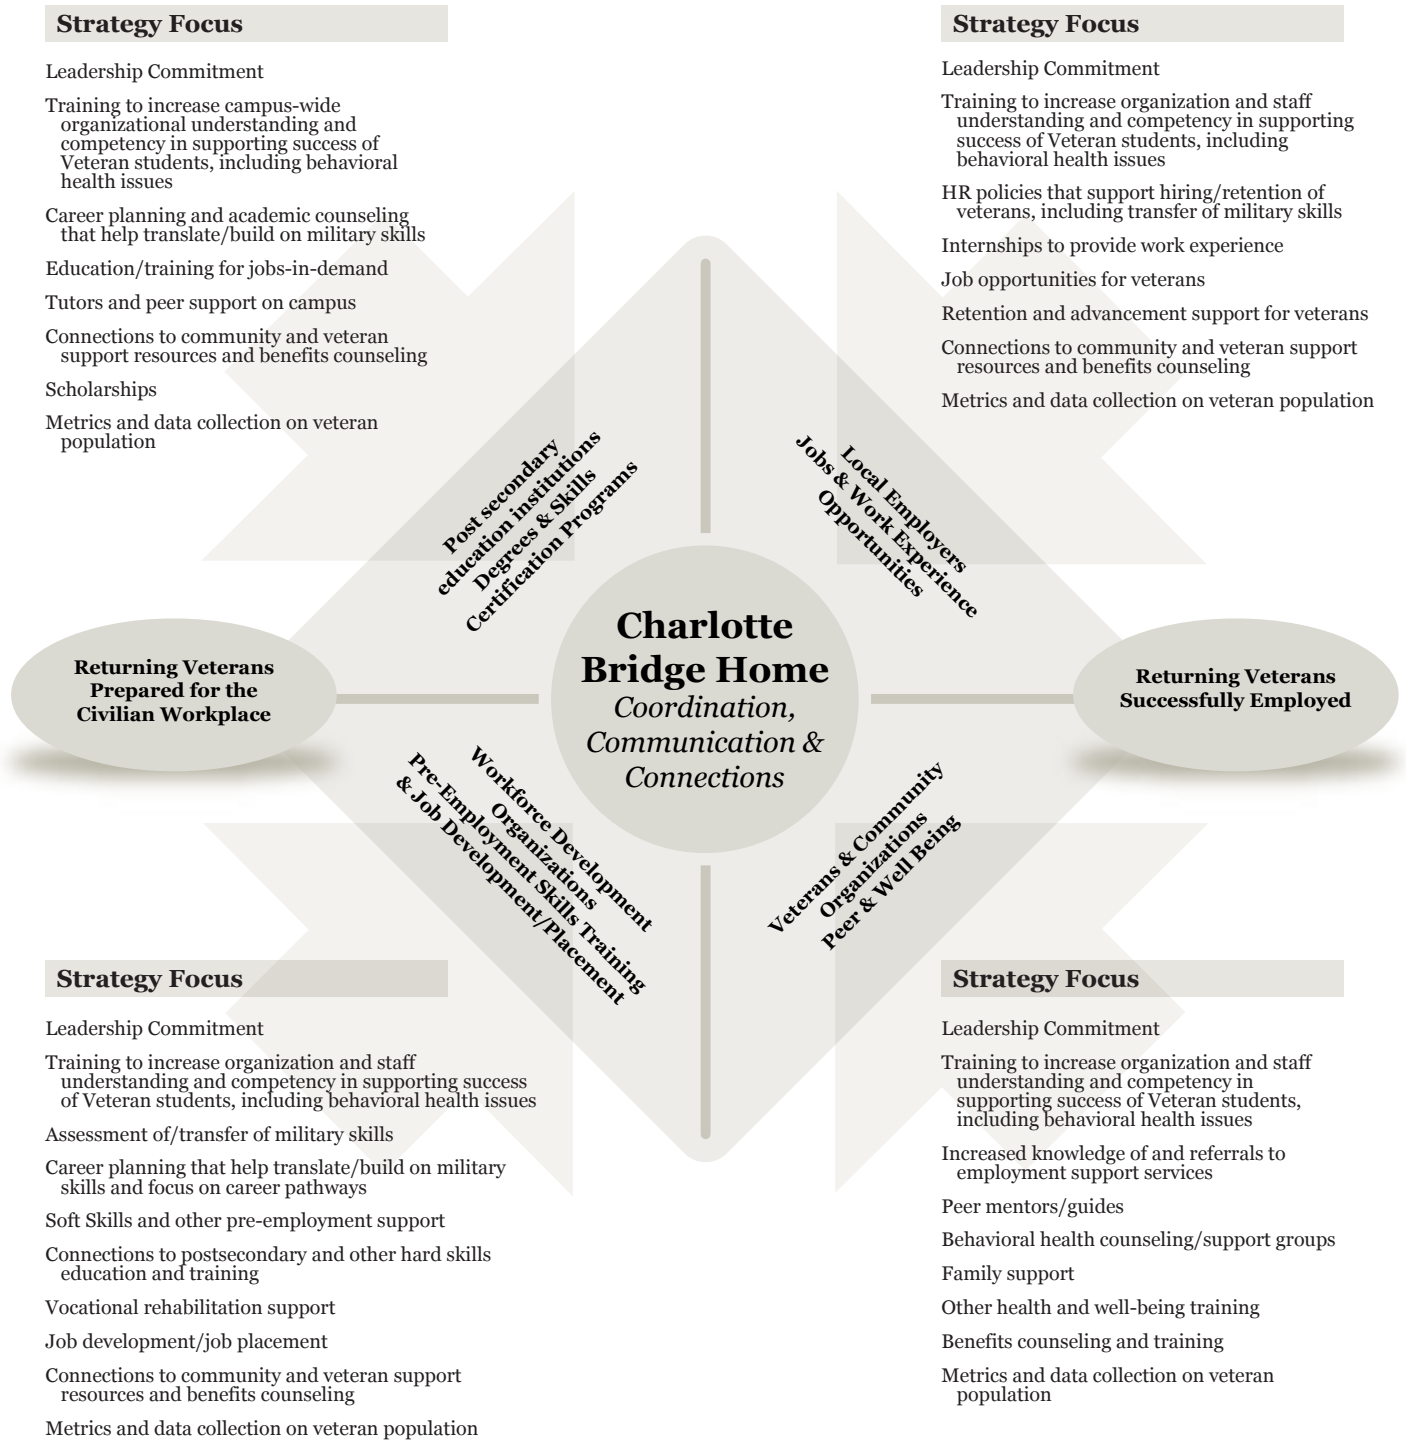 Strategy Focus
Leadership Commitment
Training to increase campus-wide
organizational understanding and
competency in supporting success of
Veteran students, including behavioral
health issues
Career planning and academic counseling
that help translate/build on military skills
Education/training for jobs-in-demand
Tutors and peer support on campus
Connections to community and veteran
support resources and benefits counseling
Scholarships
Metrics and data collection on veteran
population
Strategy Focus
Leadership Commitment
Training to increase organization and staff
understanding and competency in supporting
success of Veteran students, including
behavioral health issues
HR policies that support hiring/retention of
veterans, including transfer of military skills
Internships to provide work experience
Job opportunities for veterans
Retention and advancement support for veterans
Connections to community and veteran support
resources and benefits counseling
Metrics and data collection on veteran population
Post secondary
education institutions
Degrees & Skills
Certification Programs
Local Employers
Jobs & Work Experience
Opportunities
Returning Veterans
Prepared for the
Civilian Workplace
Charlotte
Bridge Home
Coordination,
Communication &
Connections
Returning Veterans
Successfully Employed
Workforce Development
Organizations
Pre-Employment Skills Training
& Job Development/Placement
Veterans & Community
Organizations
Peer & Well Being
Strategy Focus
Leadership Commitment
Training to increase organization and staff
understanding and competency in supporting success
of Veteran students, including behavioral health issues
Assessment of/transfer of military skills
Career planning that help translate/build on military
skills and focus on career pathways
Soft Skills and other pre-employment support
Connections to postsecondary and other hard skills
education and training
Vocational rehabilitation support
Job development/job placement
Connections to community and veteran support
resources and benefits counseling
Metrics and data collection on veteran population
Strategy Focus
Leadership Commitment
Training to increase organization and staff
understanding and competency in
supporting success of Veteran students,
including behavioral health issues
Increased knowledge of and referrals to
employment support services
Peer mentors/guides
Behavioral health counseling/support groups
Family support
Other health and well-being training
Benefits counseling and training
Metrics and data collection on veteran
population